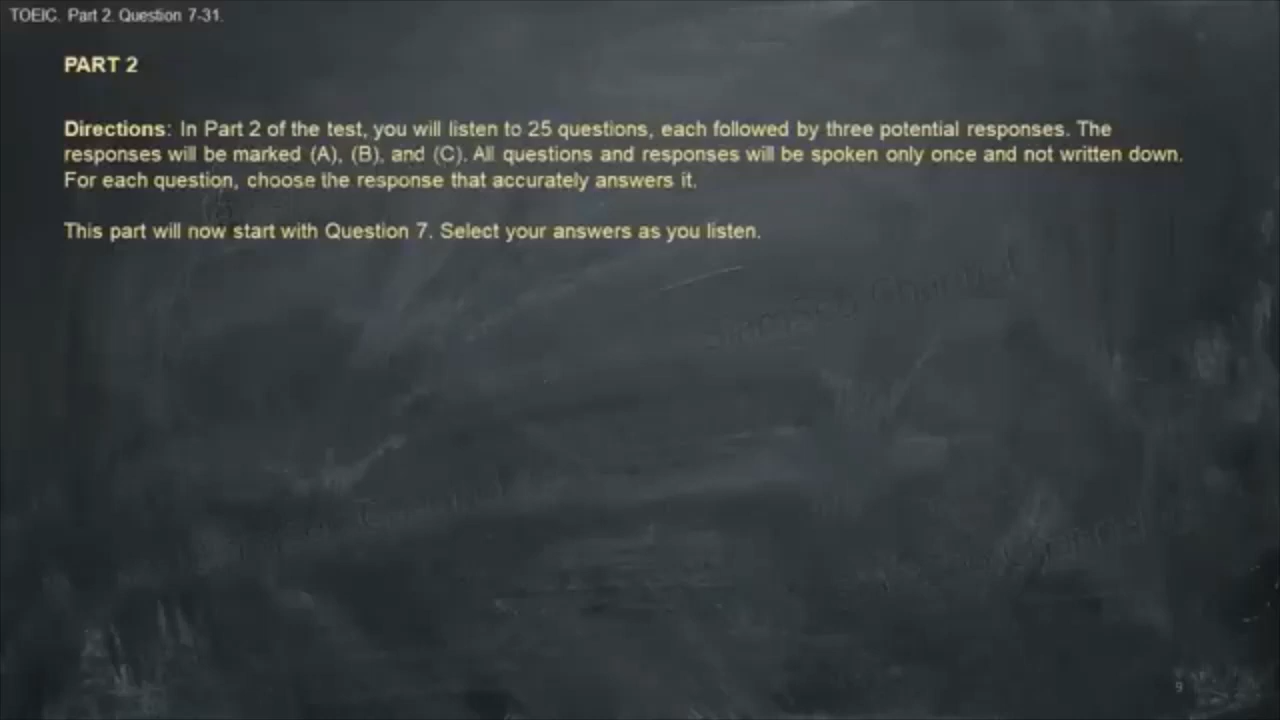 TOEIC. Part 2. Question 7-31.
PART 2
Directions: In Part 2 of the test, you will listen to 25 questions, each followed by three potential responses. The
responses will be marked (A), (B), and (C). All questions and responses will be spoken only once and not written down.
For each question, choose the response that accurately answers it.
This part will now start with Question 7. Select your answers as you listen.
9